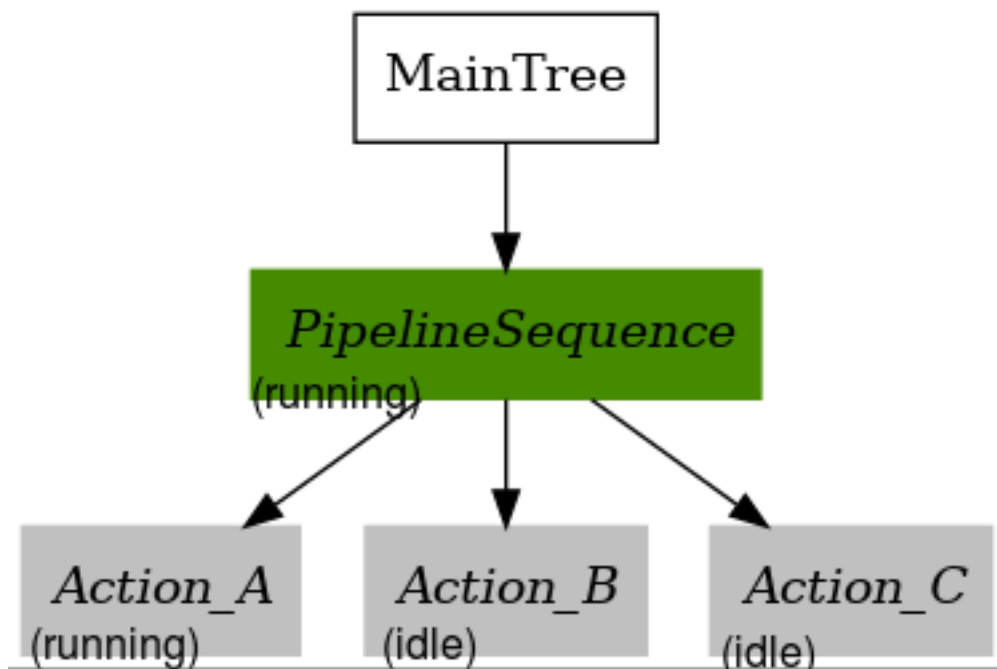 MainTree
PipelineSequence
(running)
Action_A
(running)
Action_B
(idle)
Action_C
(idle)